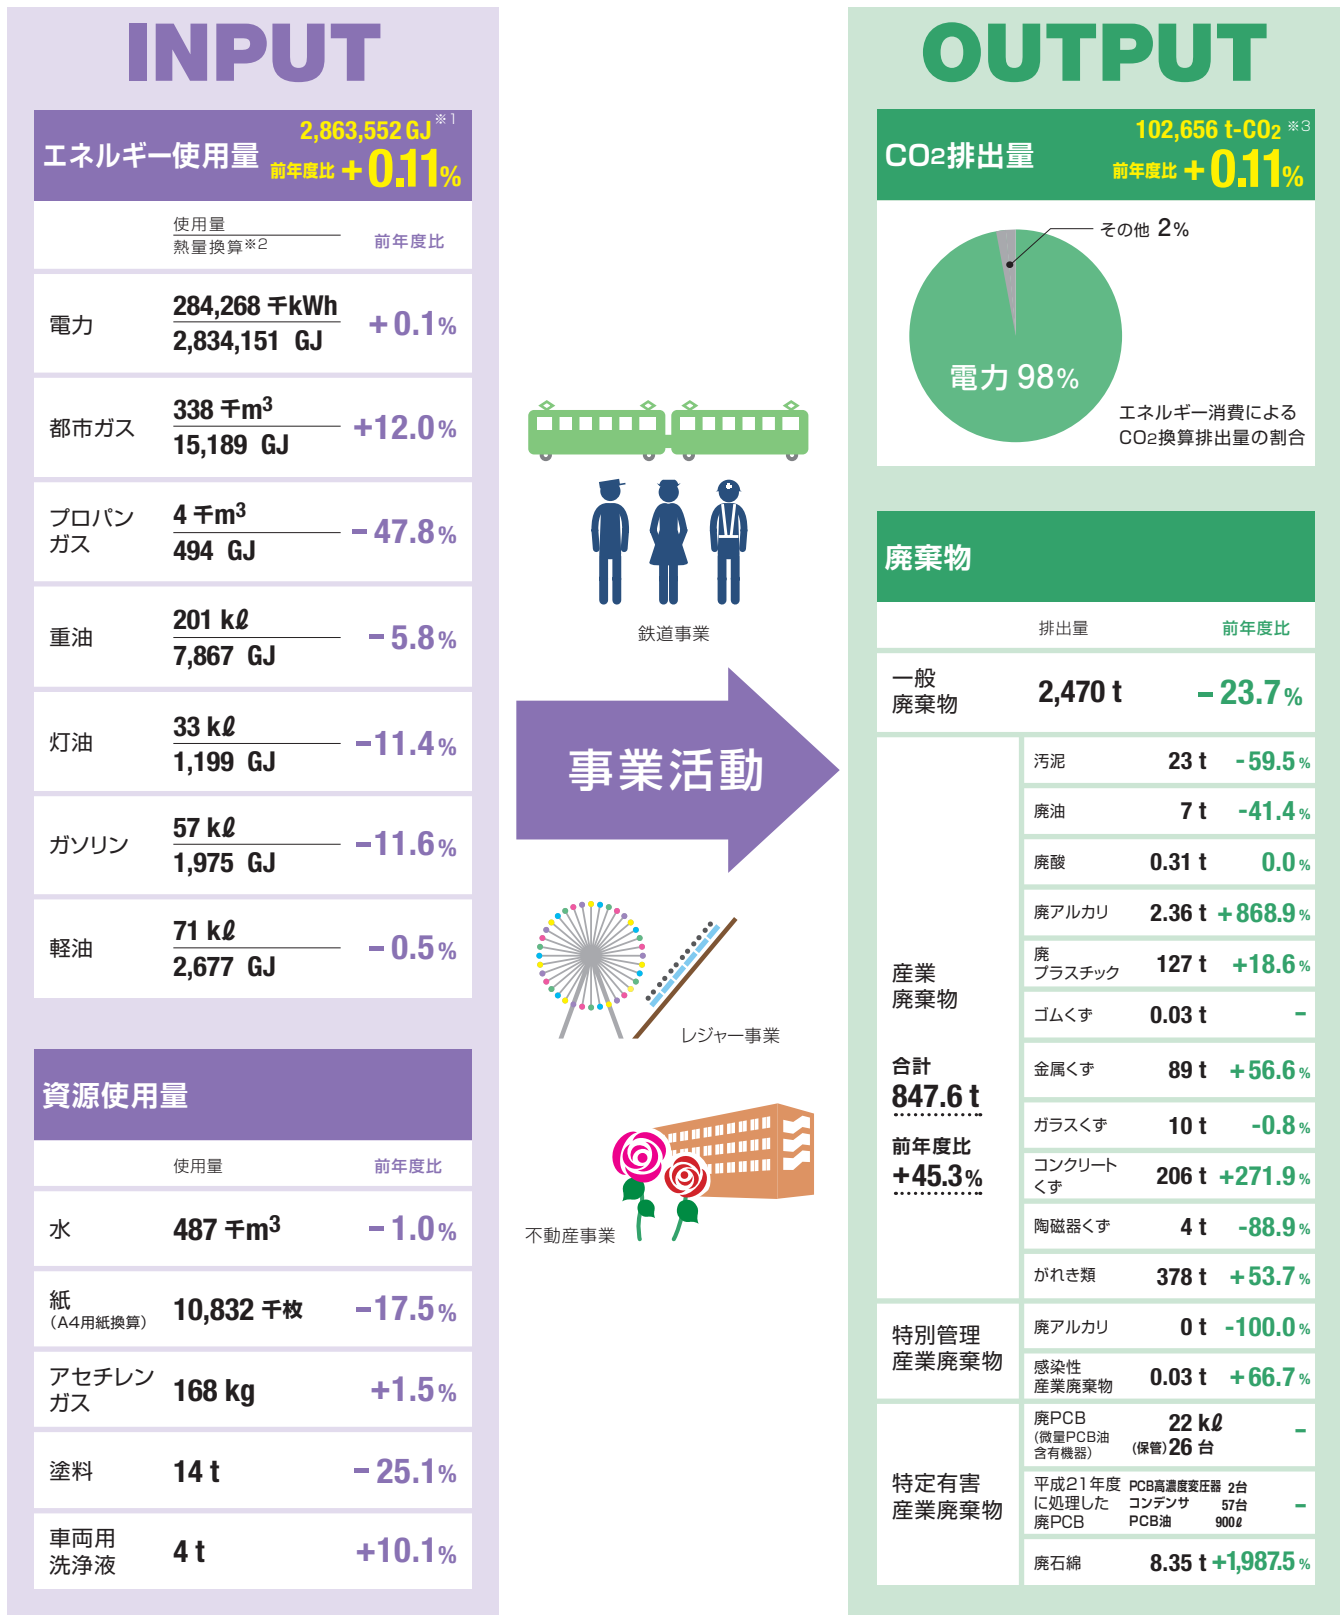 INPUT
エネルギー使用量
2,863,552 GJ※1
前年度比 +0.11%
使用量
熱量換算※2
前年度比
電力
284,268 千kWh
2,834,151 GJ
+0.1%
都市ガス
338 千m3
15,189 GJ
+12.0%
プロパン
ガス
4 千m3
494 GJ
−47.8%
重油
201 kℓ
7,867 GJ
−5.8%
灯油
33 kℓ
1,199 GJ
−11.4%
ガソリン
57 kℓ
1,975 GJ
−11.6%
軽油
71 kℓ
2,677 GJ
−0.5%
資源使用量
使用量
前年度比
水
487 千m3
−1.0%
紙
(A4用紙換算)
10,832 千枚
−17.5%
アセチレン
ガス
168 kg
+1.5%
塗料
14 t
−25.1%
車両用
洗浄液
4 t
+10.1%
鉄道事業
事業活動
レジャー事業
不動産事業
OUTPUT
CO2排出量
102,656 t-CO2 ※3
前年度比 +0.11%
その他 2%
電力 98%
エネルギー消費による
CO2換算排出量の割合
廃棄物
排出量
前年度比
一般
廃棄物
2,470 t
−23.7%
産業
廃棄物
合計
847.6 t
前年度比
+45.3%
汚泥
23 t
-59.5%
廃油
7 t
-41.4%
廃酸
0.31 t
0.0%
廃アルカリ
2.36 t
+868.9%
廃
プラスチック
127 t
+18.6%
ゴムくず
0.03 t
−
金属くず
89 t
+56.6%
ガラスくず
10 t
-0.8%
コンクリート
くず
206 t
+271.9%
陶磁器くず
4 t
-88.9%
がれき類
378 t
+53.7%
特別管理
産業廃棄物
廃アルカリ
0 t
-100.0%
感染性
産業廃棄物
0.03 t
+66.7%
特定有害
産業廃棄物
廃PCB
(微量PCB油
含有機器)
22 kℓ
(保管)26 台
−
平成21年度
に処理した
廃PCB
PCB高濃度変圧器 2台
コンデンサ 57台
PCB油 900ℓ
−
廃石綿
8.35 t
+1,987.5%